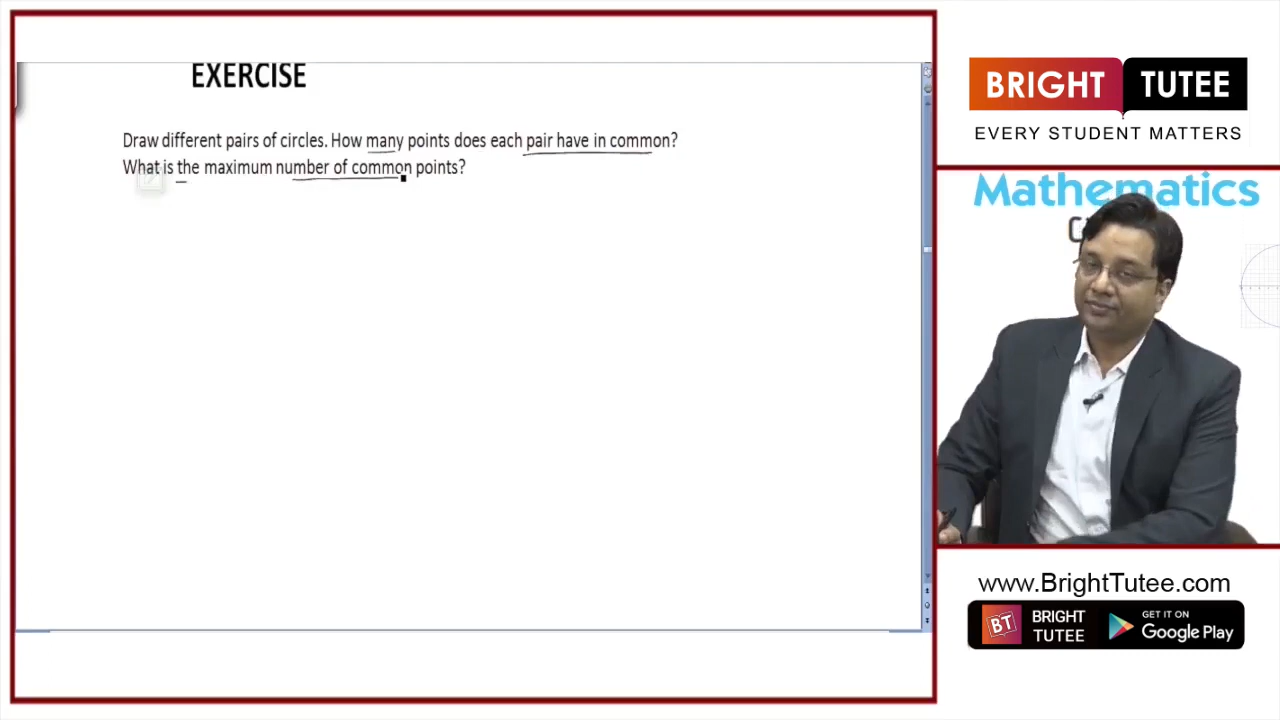 EXERCISE
Draw different pairs of circles. How many points does each pair have in common?
What is the maximum number of common points?
BRIGHT TUTEE
EVERY STUDENT MATTERS
Mathematics
www.BrightTutee.com
BT BRIGHT TUTEE
GET IT ON
Google Play